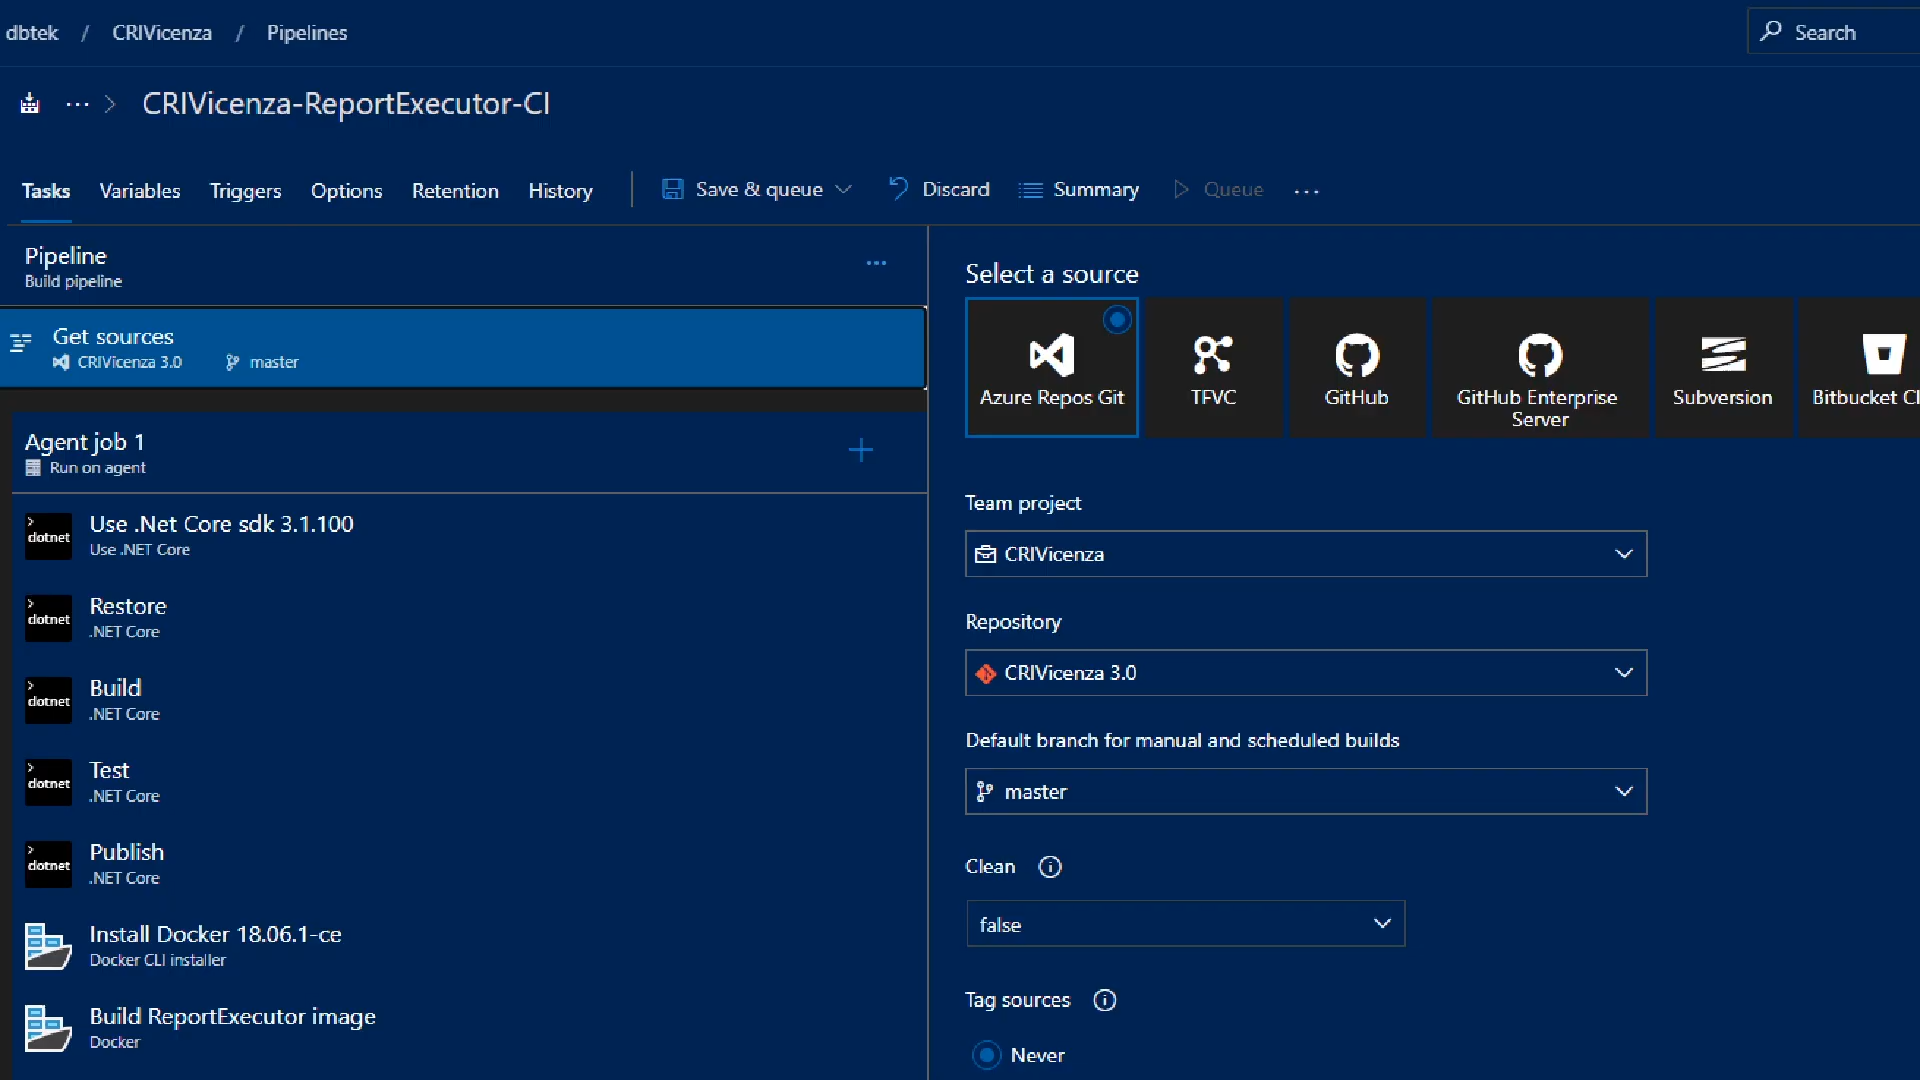 dbtek / CRIVicenza / Pipelines
Search
... > CRIVicenza-ReportExecutor-CI
Tasks Variables Triggers Options Retention History Save & queue Discard Summary Queue ...
Pipeline
Build pipeline
...
Get sources
CRIVicenza 3.0 master
Agent job 1
Run on agent
+
>
dotnet
Use .Net Core sdk 3.1.100
Use .NET Core
>
dotnet
Restore
.NET Core
>
dotnet
Build
.NET Core
>
dotnet
Test
.NET Core
>
dotnet
Publish
.NET Core
Install Docker 18.06.1-ce
Docker CLI installer
Build ReportExecutor image
Docker
Select a source
Azure Repos Git
TFVC
GitHub
GitHub Enterprise
Server
Subversion
Bitbucket Cl
Team project
CRIVicenza
Repository
CRIVicenza 3.0
Default branch for manual and scheduled builds
master
Clean
false
Tag sources
Never